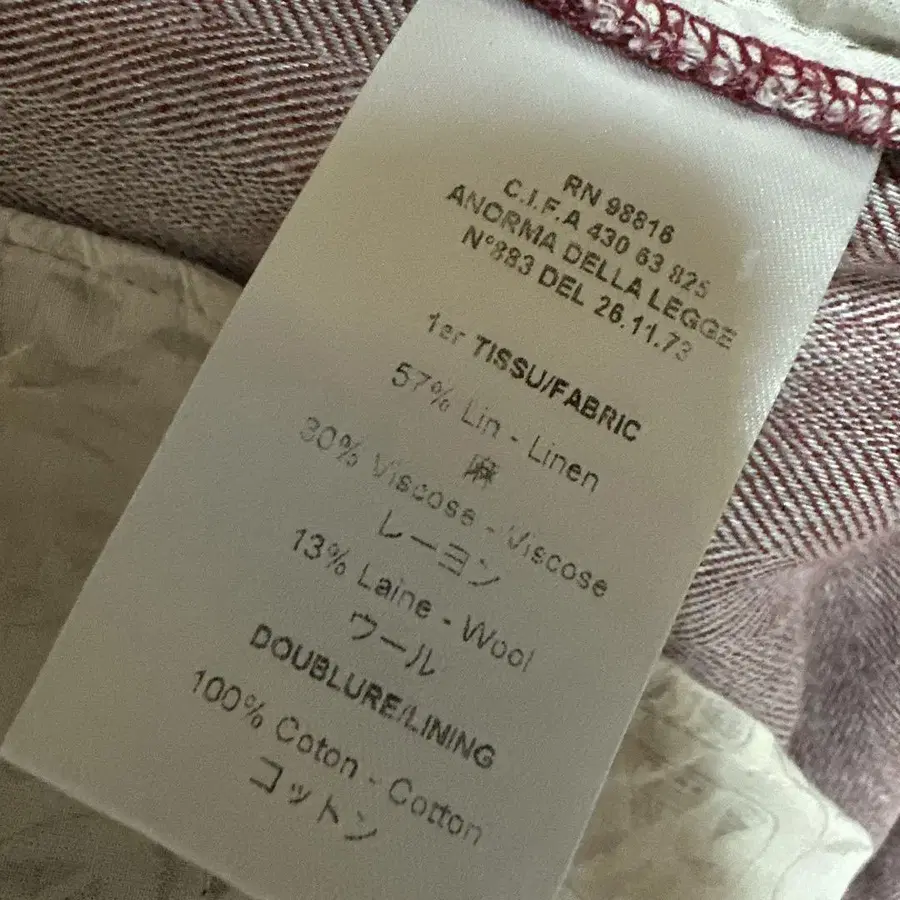 RN 98816
C.I.F.A 430 63 825
ANORMA DELLA LEGGE
N°883 DEL 26.11.73
1er TISSU/FABRIC
57% Lin - Linen
麻
30% Viscose - Viscose
レーヨン
13% Laine - Wool
ウール
DOUBLURE/LINING
100% Coton - Cotton
コットン